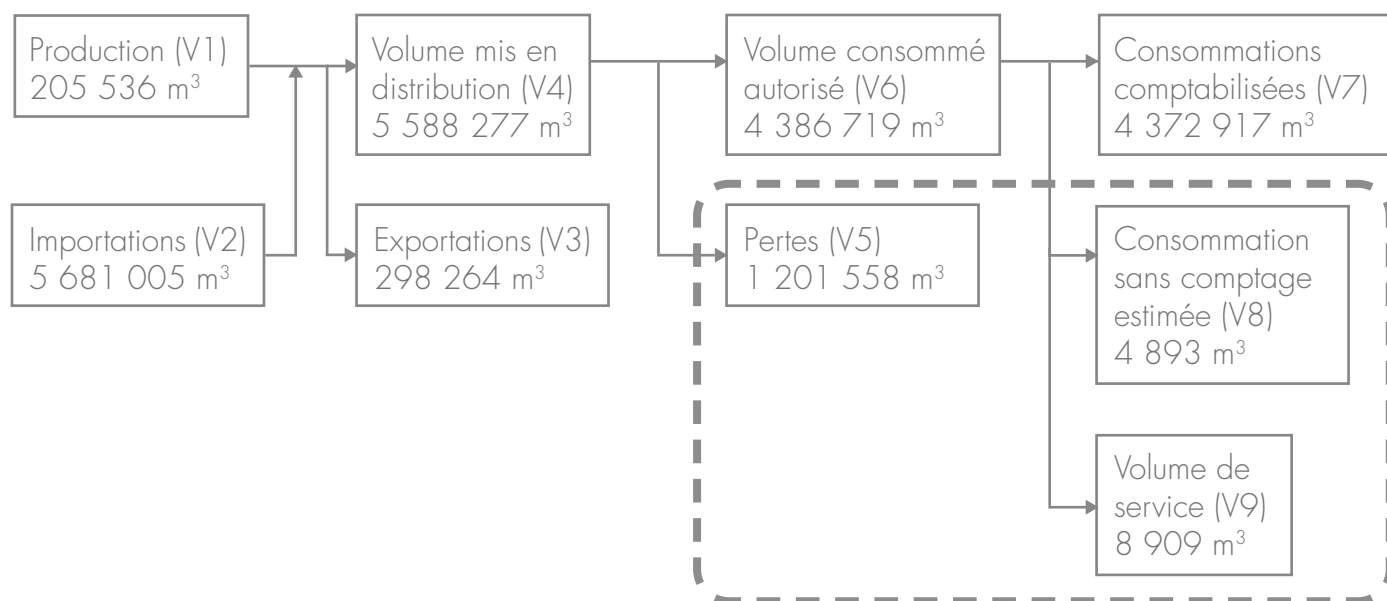 Production (V1)
205 536 m³
Volume mis en
distribution (V4)
5 588 277 m³
Volume consommé
autorisé (V6)
4 386 719 m³
Consommations
comptabilisées (V7)
4 372 917 m³
Importations (V2)
5 681 005 m³
Exportations (V3)
298 264 m³
Pertes (V5)
1 201 558 m³
Consommation
sans comptage
estimée (V8)
4 893 m³
Volume de
service (V9)
8 909 m³